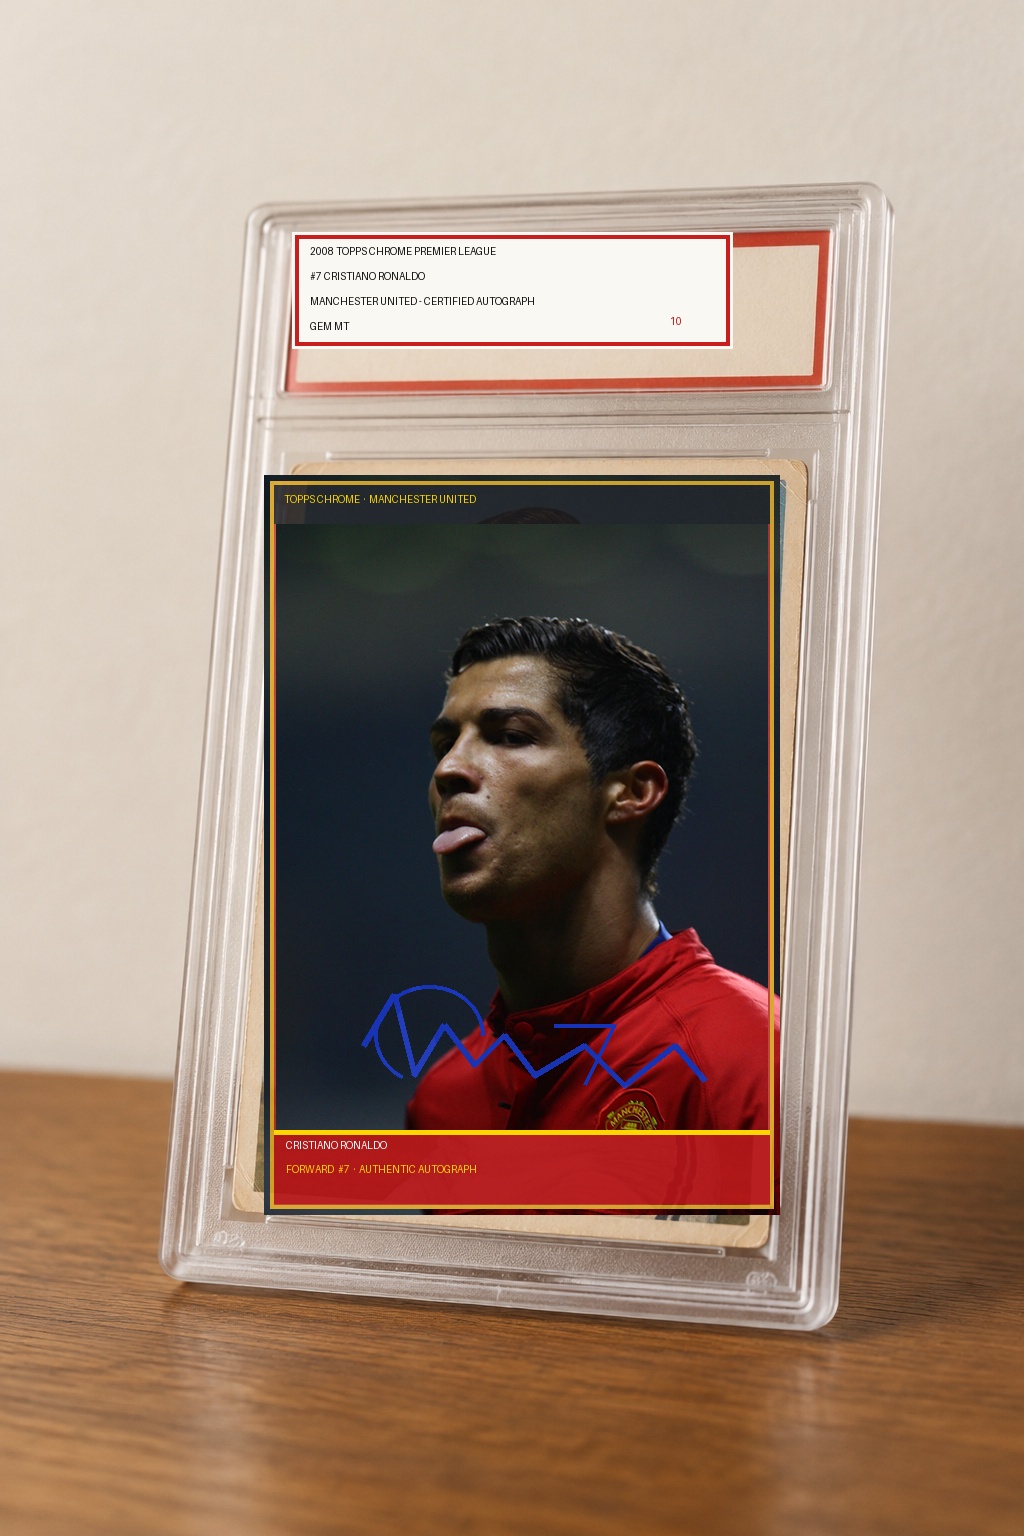 2008 TOPPS CHROME PREMIER LEAGUE
#7 CRISTIANO RONALDO
MANCHESTER UNITED - CERTIFIED AUTOGRAPH
GEM MT
10
TOPPS CHROME · MANCHESTER UNITED
MANCHESTER
CRISTIANO RONALDO
FORWARD #7 · AUTHENTIC AUTOGRAPH